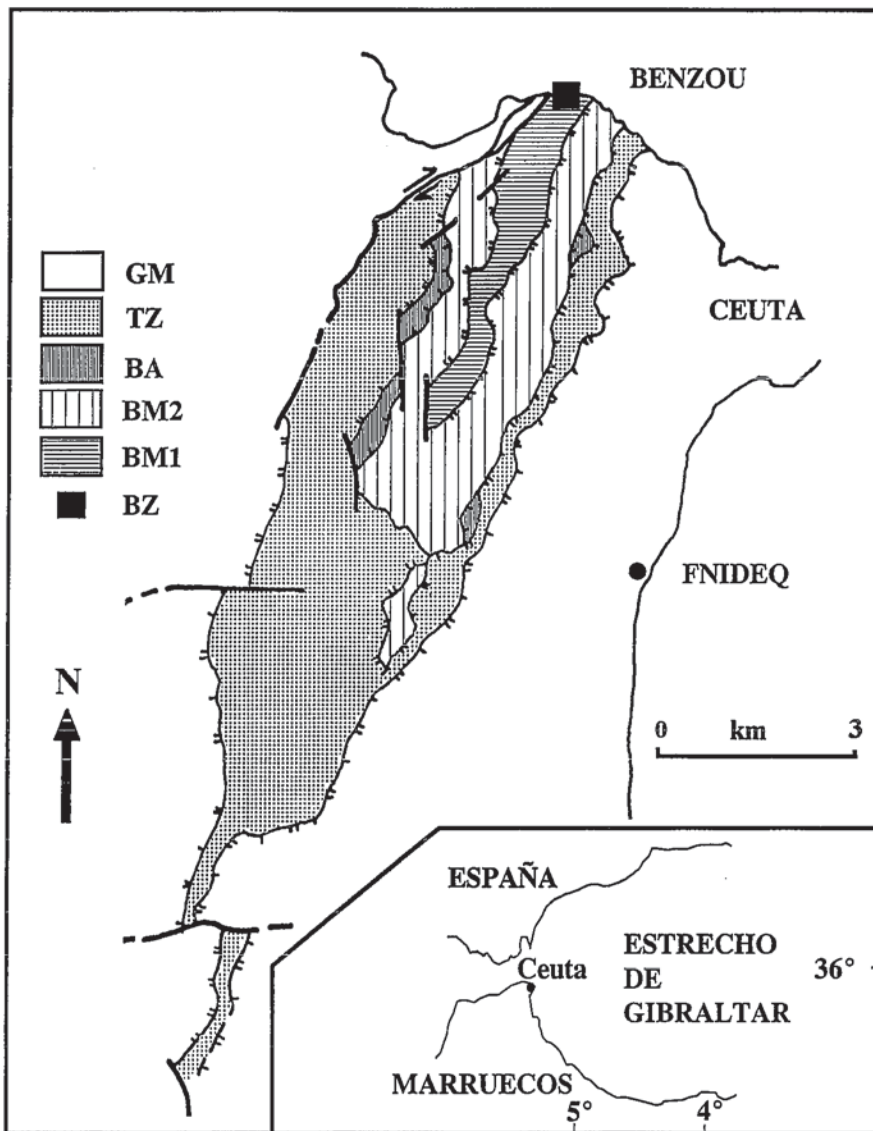 BENZOU
GM
TZ
BA
BM2
BM1
BZ
CEUTA
FNIDEQ
N
0 km 3
ESPAÑA
Ceuta
ESTRECHO
DE
GIBRALTAR
36°
MARRUECOS
5° 4°